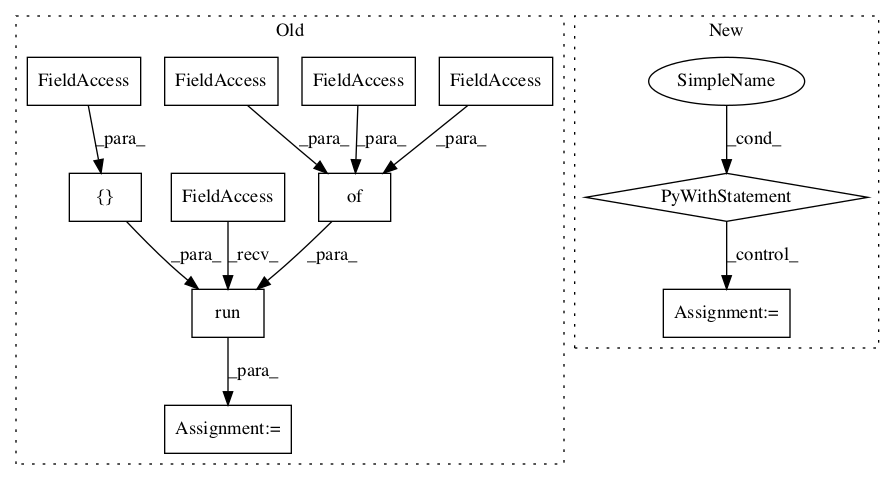 Old
New
FieldAccess
FieldAccess
FieldAccess
FieldAccess
SimpleName
_para_
_para_
_para_
_para_
_cond_
{}
FieldAccess
of
PyWithStatement
_para_
_recv_
_para_
_control_
run
Assignment:=
_para_
Assignment:=